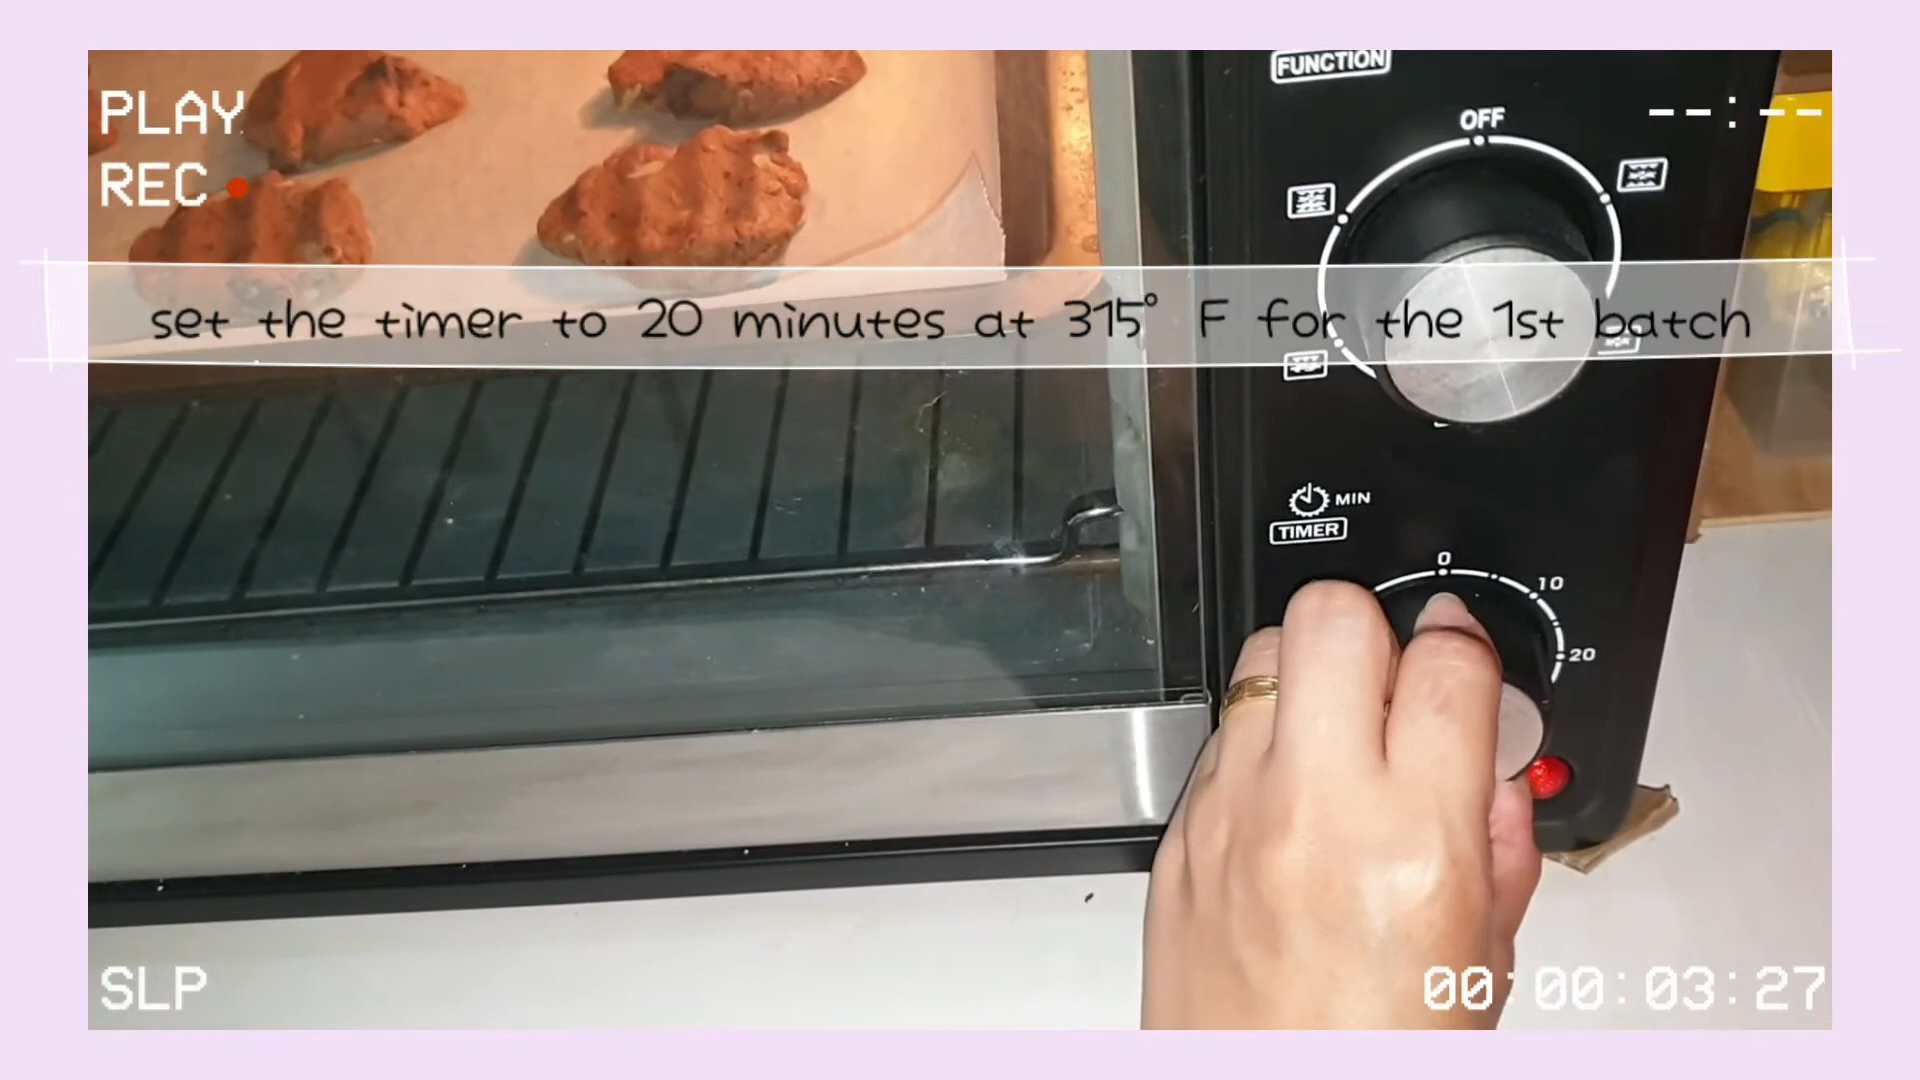 FUNCTION
PLAY
--:--
OFF
REC
set the timer to 20 minutes at 315° F for the 1st batch
MIN
TIMER
0
10
20
SLP
00:00:03:27